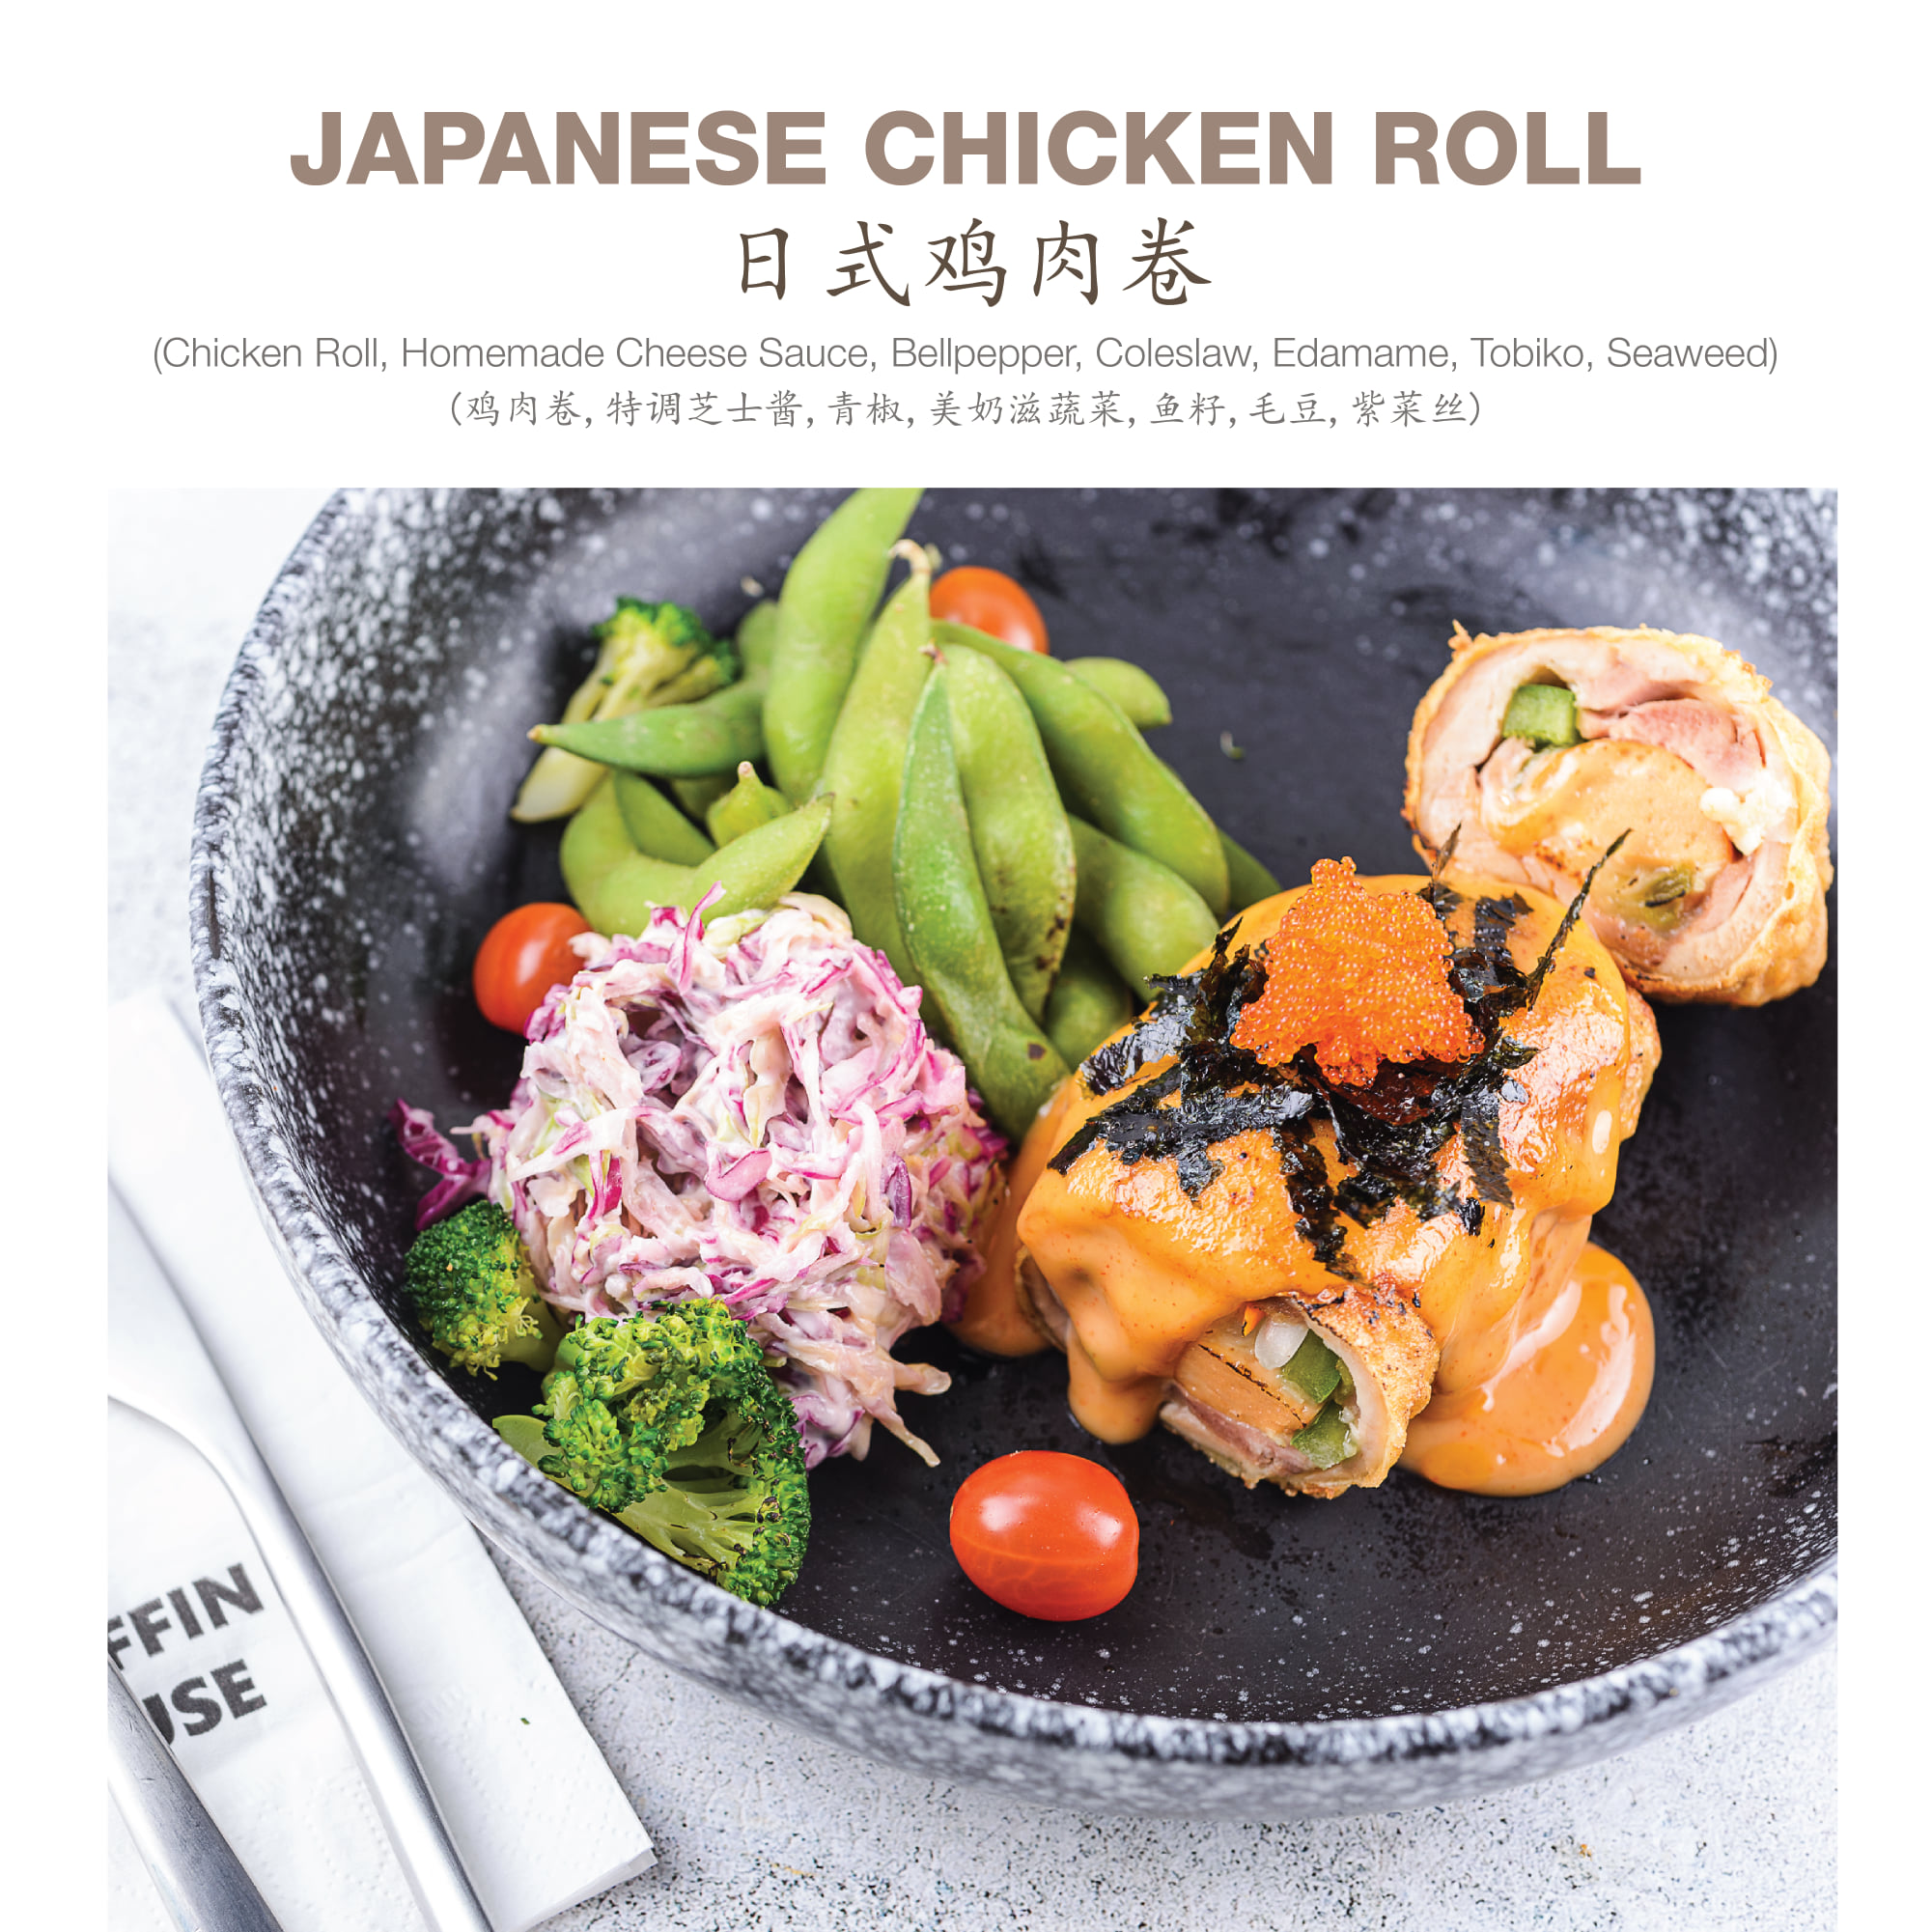 JAPANESE CHICKEN ROLL
日式鸡肉卷
(Chicken Roll, Homemade Cheese Sauce, Bellpepper, Coleslaw, Edamame, Tobiko, Seaweed)
(鸡肉卷, 特调芝士酱, 青椒, 美奶滋蔬菜, 鱼籽, 毛豆, 紫菜丝)
FFIN
USE